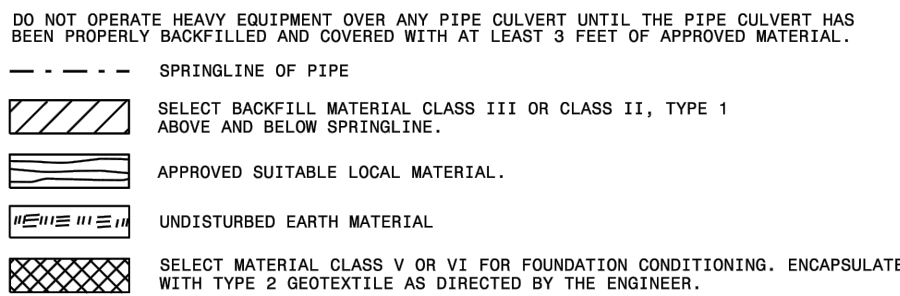 DO NOT OPERATE HEAVY EQUIPMENT OVER ANY PIPE CULVERT UNTIL THE PIPE CULVERT HAS
BEEN PROPERLY BACKFILLED AND COVERED WITH AT LEAST 3 FEET OF APPROVED MATERIAL.
SPRINGLINE OF PIPE
SELECT BACKFILL MATERIAL CLASS III OR CLASS II, TYPE 1
ABOVE AND BELOW SPRINGLINE.
APPROVED SUITABLE LOCAL MATERIAL.
UNDISTURBED EARTH MATERIAL
SELECT MATERIAL CLASS V OR VI FOR FOUNDATION CONDITIONING. ENCAPSULATE
WITH TYPE 2 GEOTEXTILE AS DIRECTED BY THE ENGINEER.